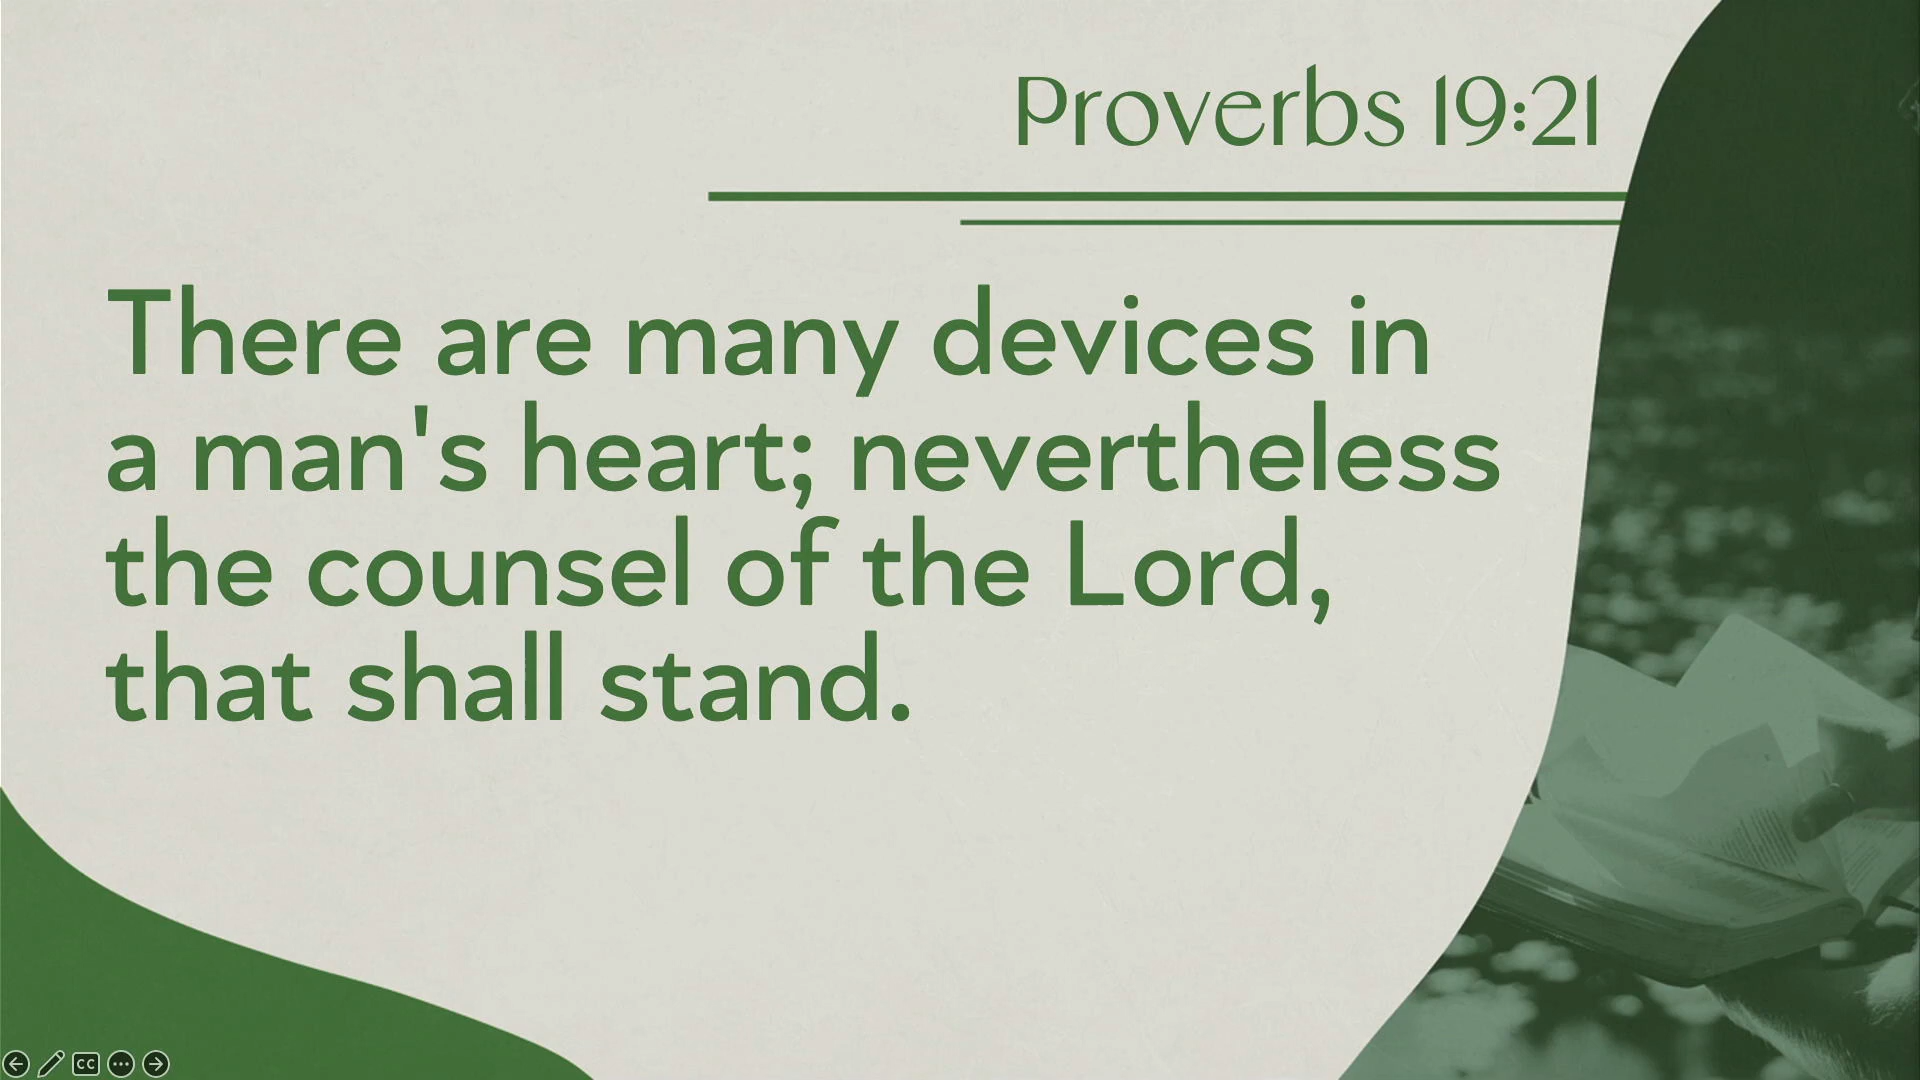 Proverbs 19:21
There are many devices in
a man's heart; nevertheless
the counsel of the Lord,
that shall stand.
CC